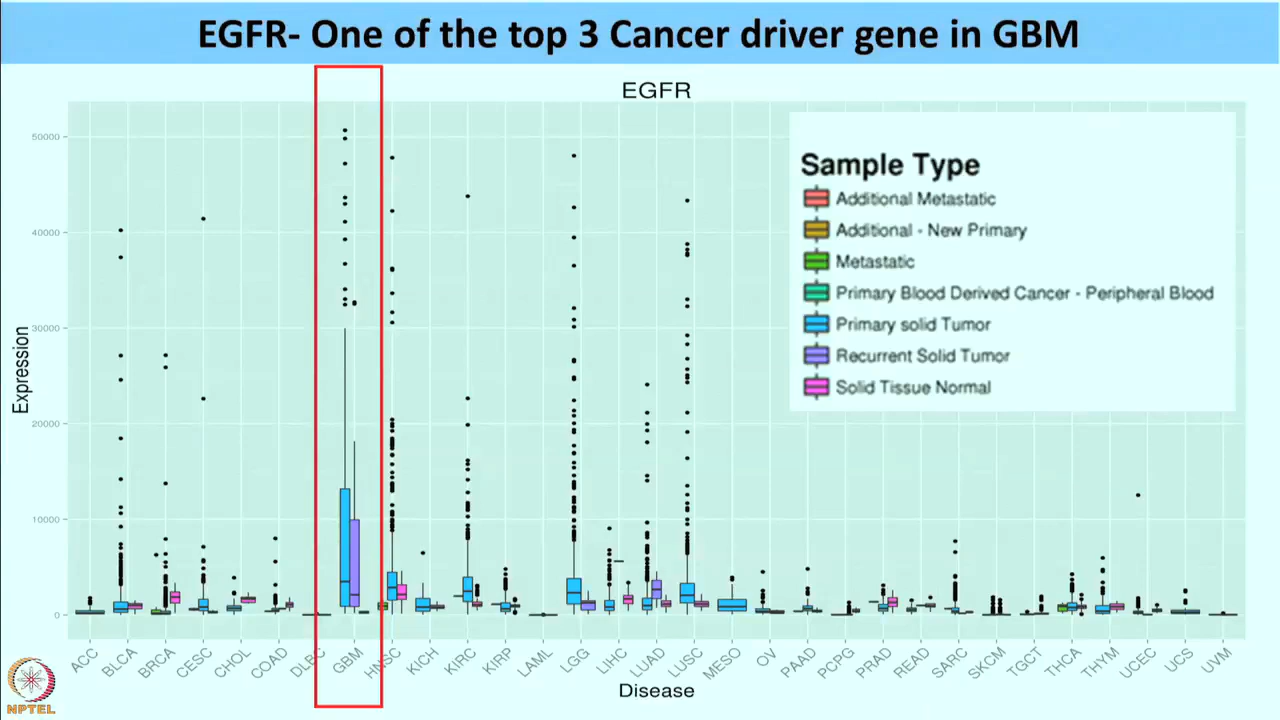 EGFR- One of the top 3 Cancer driver gene in GBM
EGFR
Sample Type
Additional Metastatic
Additional - New Primary
Metastatic
Primary Blood Derived Cancer - Peripheral Blood
Primary solid Tumor
Recurrent Solid Tumor
Solid Tissue Normal
Expression
50000
40000
30000
20000
10000
0
ACC BLCA BRCA CESC CHOL COAD DLBC GBM HNSC KICH KIRC KIRP LAML LGG LIHC LUAD LUSC MESO OV PAAD PCPG PRAD READ SARC SKCM TGCT THCA THYM UCEC UCS UVM
Disease
NPTEL